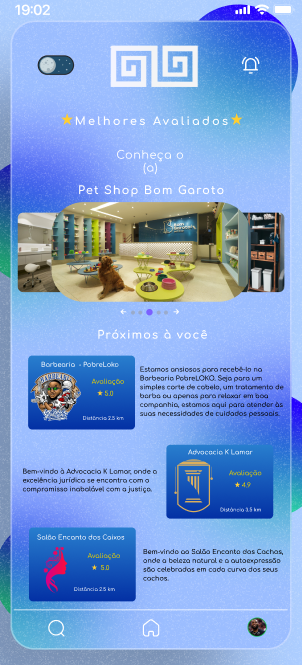 19:02
Melhores Avaliados
Conheça o
(a)
Pet Shop Bom Garoto
Próximos à você
Barbearia - PobreLoko
Avaliação
5.0
Distância 2.5 km
Estamos ansiosos para recebê-lo na
Barbearia PobreLOKO. Seja para um
simples corte de cabelo, um tratamento de
barba ou apenas para relaxar em boa
companhia, estamos aqui para atender às
suas necessidades de cuidados pessoais.
Advocacia K Lamar
Avaliação
4.9
Distância 3.5 km
Bem-vindo à Advocacia K Lamar, onde a
excelência jurídica se encontra com o
compromisso inabalável com a justiça.
Salão Encanto dos Caixos
Avaliação
5.0
Distância 2.5 km
Bem-vindo ao Salão Encanto dos Cachos,
onde a beleza natural e a autoexpressão
são celebradas em cada curva dos seus
cachos.